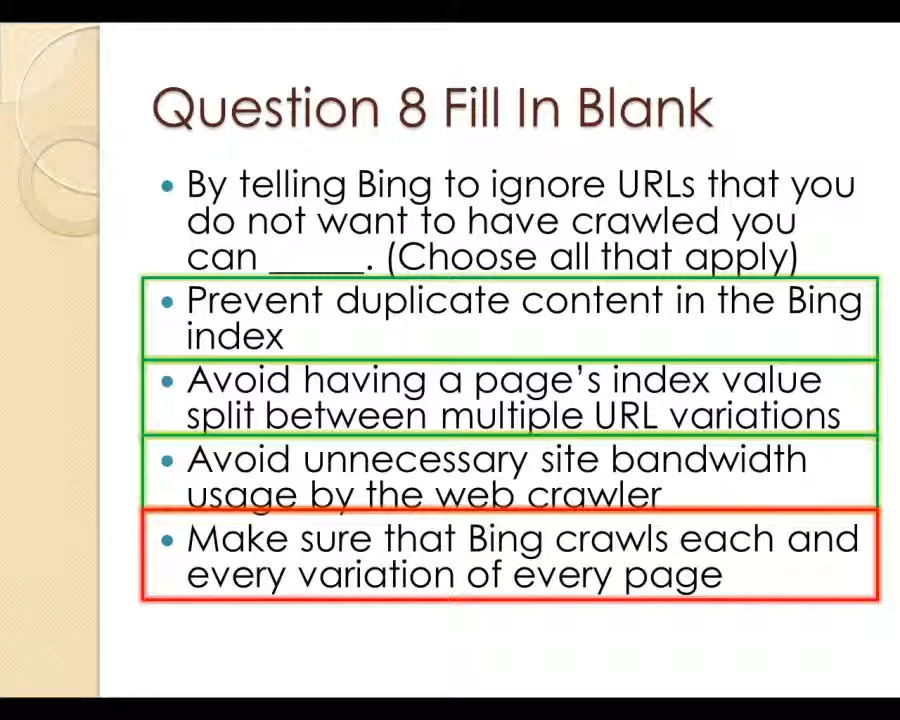 Question 8 Fill In Blank
By telling Bing to ignore URLs that you
do not want to have crawled you
can _____. (Choose all that apply)
Prevent duplicate content in the Bing
index
Avoid having a page's index value
split between multiple URL variations
Avoid unnecessary site bandwidth
usage by the web crawler
Make sure that Bing crawls each and
every variation of every page